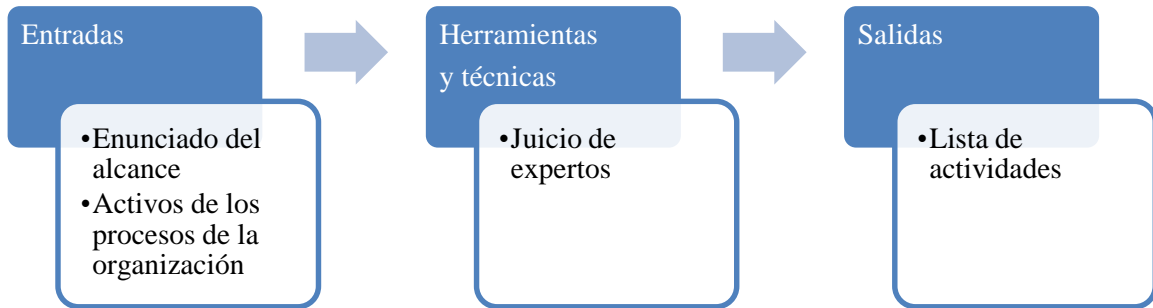 Entradas
•Enunciado del
alcance
•Activos de los
procesos de la
organización
Herramientas
y técnicas
•Juicio de
expertos
Salidas
•Lista de
actividades